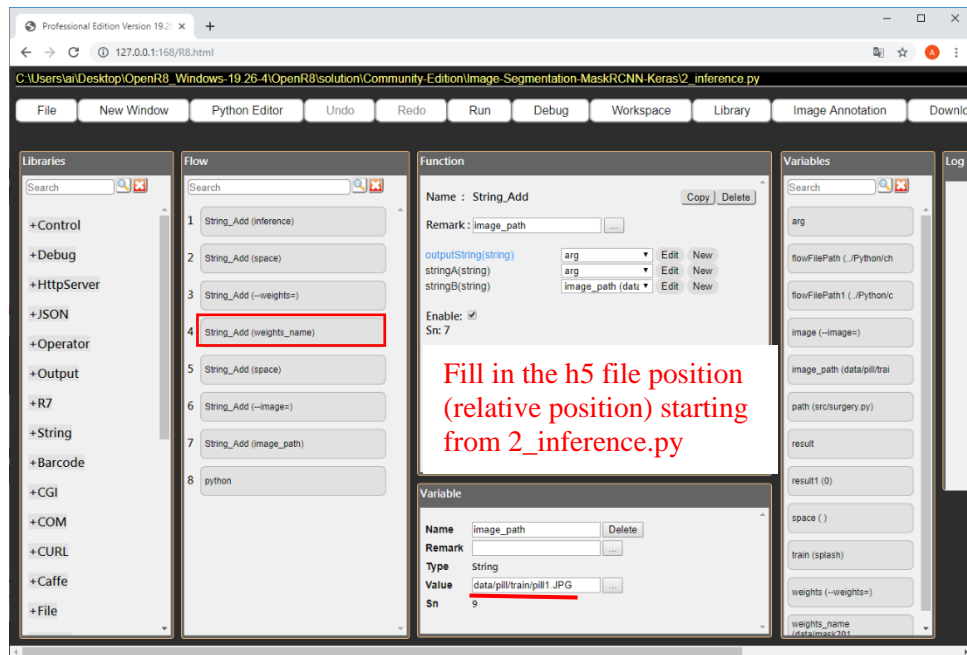 Professional Edition Version 19.2
127.0.0.1:168/R8.html
C:\Users\ai\Desktop\OpenR8_Windows-19.26-4\OpenR8\solution\Community-Edition\Image-Segmentation-MaskRCNN-Keras\2_inference.py
File New Window Python Editor Undo Redo Run Debug Workspace Library Image Annotation Downlo
Libraries
Search
+Control
+Debug
+HttpServer
+JSON
+Operator
+Output
+R7
+String
+Barcode
+CGI
+COM
+CURL
+Caffe
+File
Flow
Search
1 String_Add (inference)
2 String_Add (space)
3 String_Add (--weights=)
4 String_Add (weights_name)
5 String_Add (space)
6 String_Add (--image=)
7 String_Add (image_path)
8 python
Function
Name : String_Add Copy Delete
Remark : image_path ...
outputString(string) arg Edit New
stringA(string) arg Edit New
stringB(string) image_path (data Edit New
Enable:
Sn: 7
Fill in the h5 file position
(relative position) starting
from 2_inference.py
Variable
Name image_path Delete
Remark ...
Type String
Value data/pill/train/pill1.JPG ...
Sn 9
Variables
Search
arg
flowFilePath (../Python/ch
flowFilePath1 (../Python/c
image (--image=)
image_path (data/pill/trai
path (src/surgery.py)
result
result1 (0)
space ( )
train (splash)
weights (--weights=)
weights_name
(data/mask201
Log